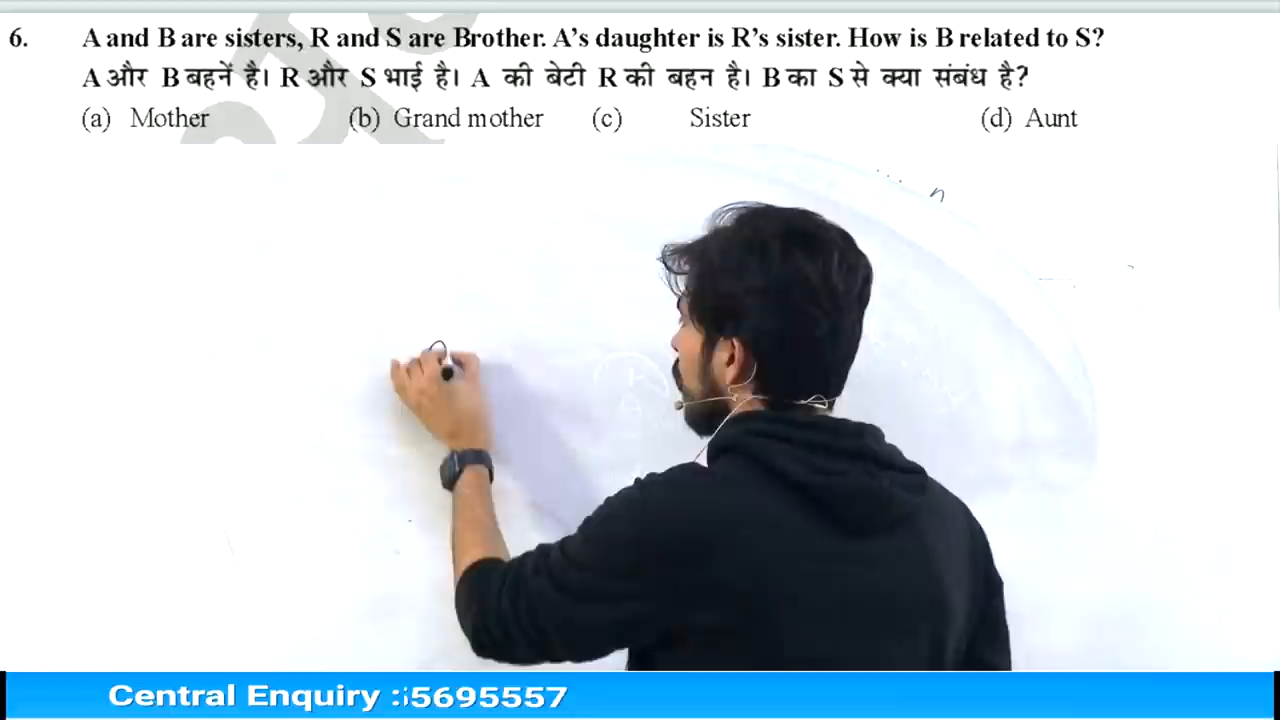 6. A and B are sisters, R and S are Brother. A's daughter is R's sister. How is B related to S?
A और B बहनें है। R और S भाई है। A की बेटी R की बहन है। B का S से क्या संबंध है?
(a) Mother (b) Grand mother (c) Sister (d) Aunt
Central Enquiry : 5695557